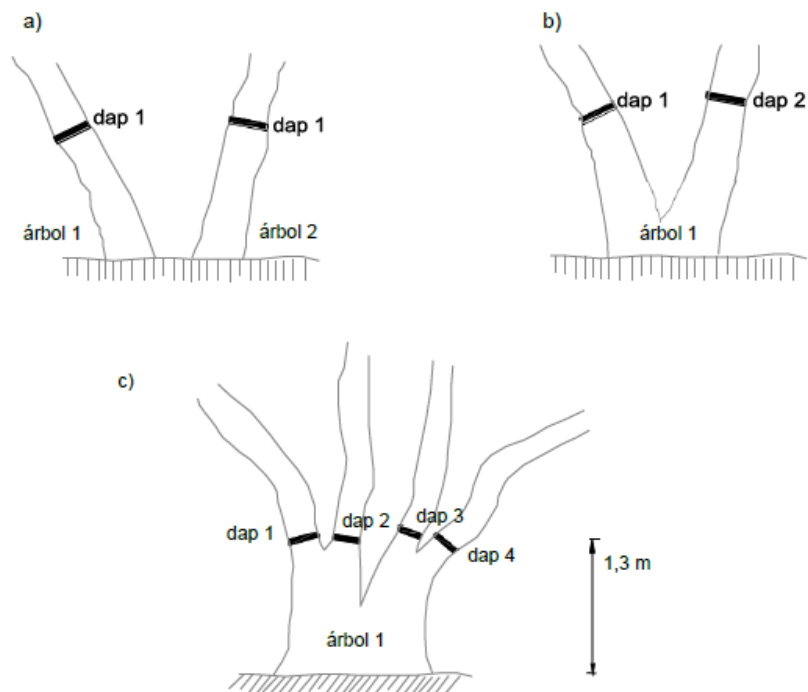 a)
dap 1
dap 1
árbol 1
árbol 2
b)
dap 1
dap 2
árbol 1
c)
dap 1
dap 2
dap 3
dap 4
árbol 1
1,3 m